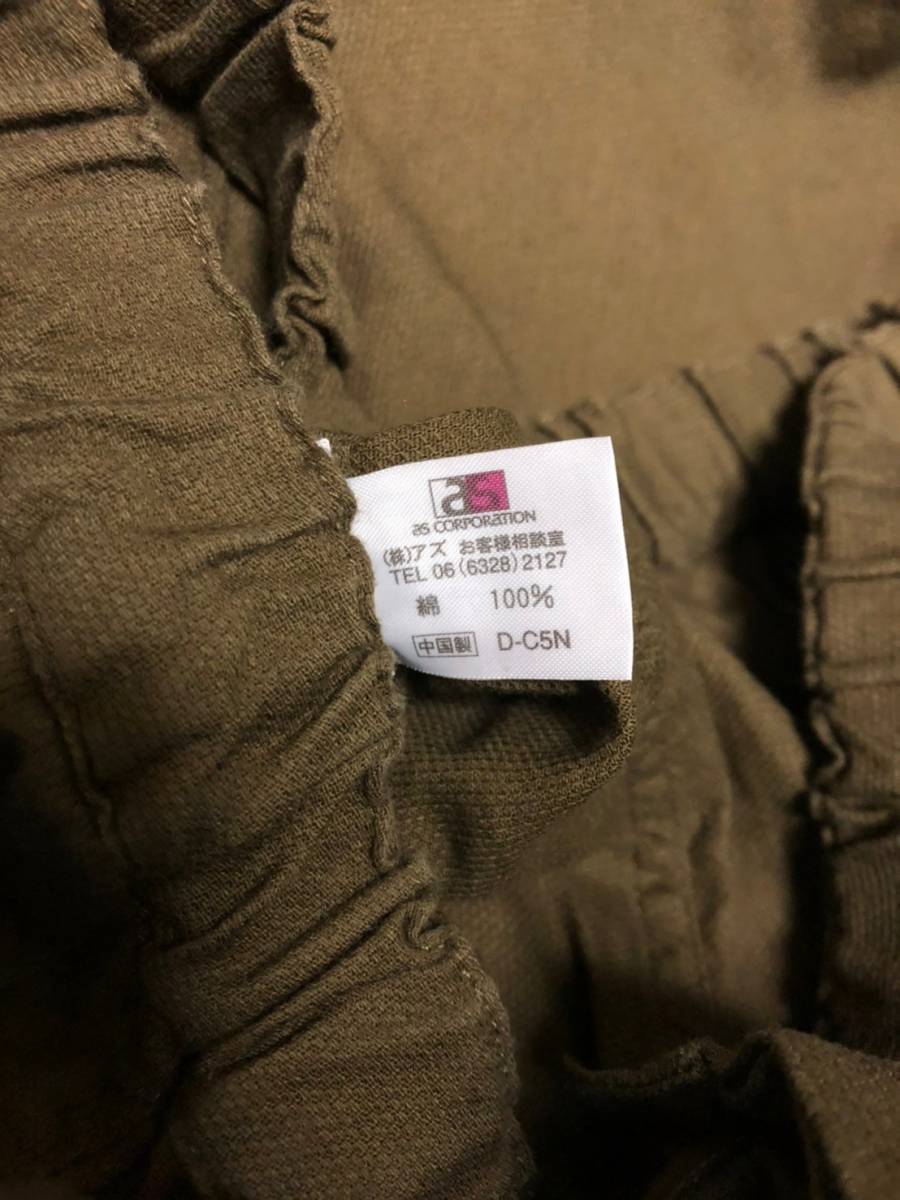 as
as CORPORaTION
(株)アズ お客様相談室
TEL 06(6328)2127
綿 100%
中国製 D-C5N